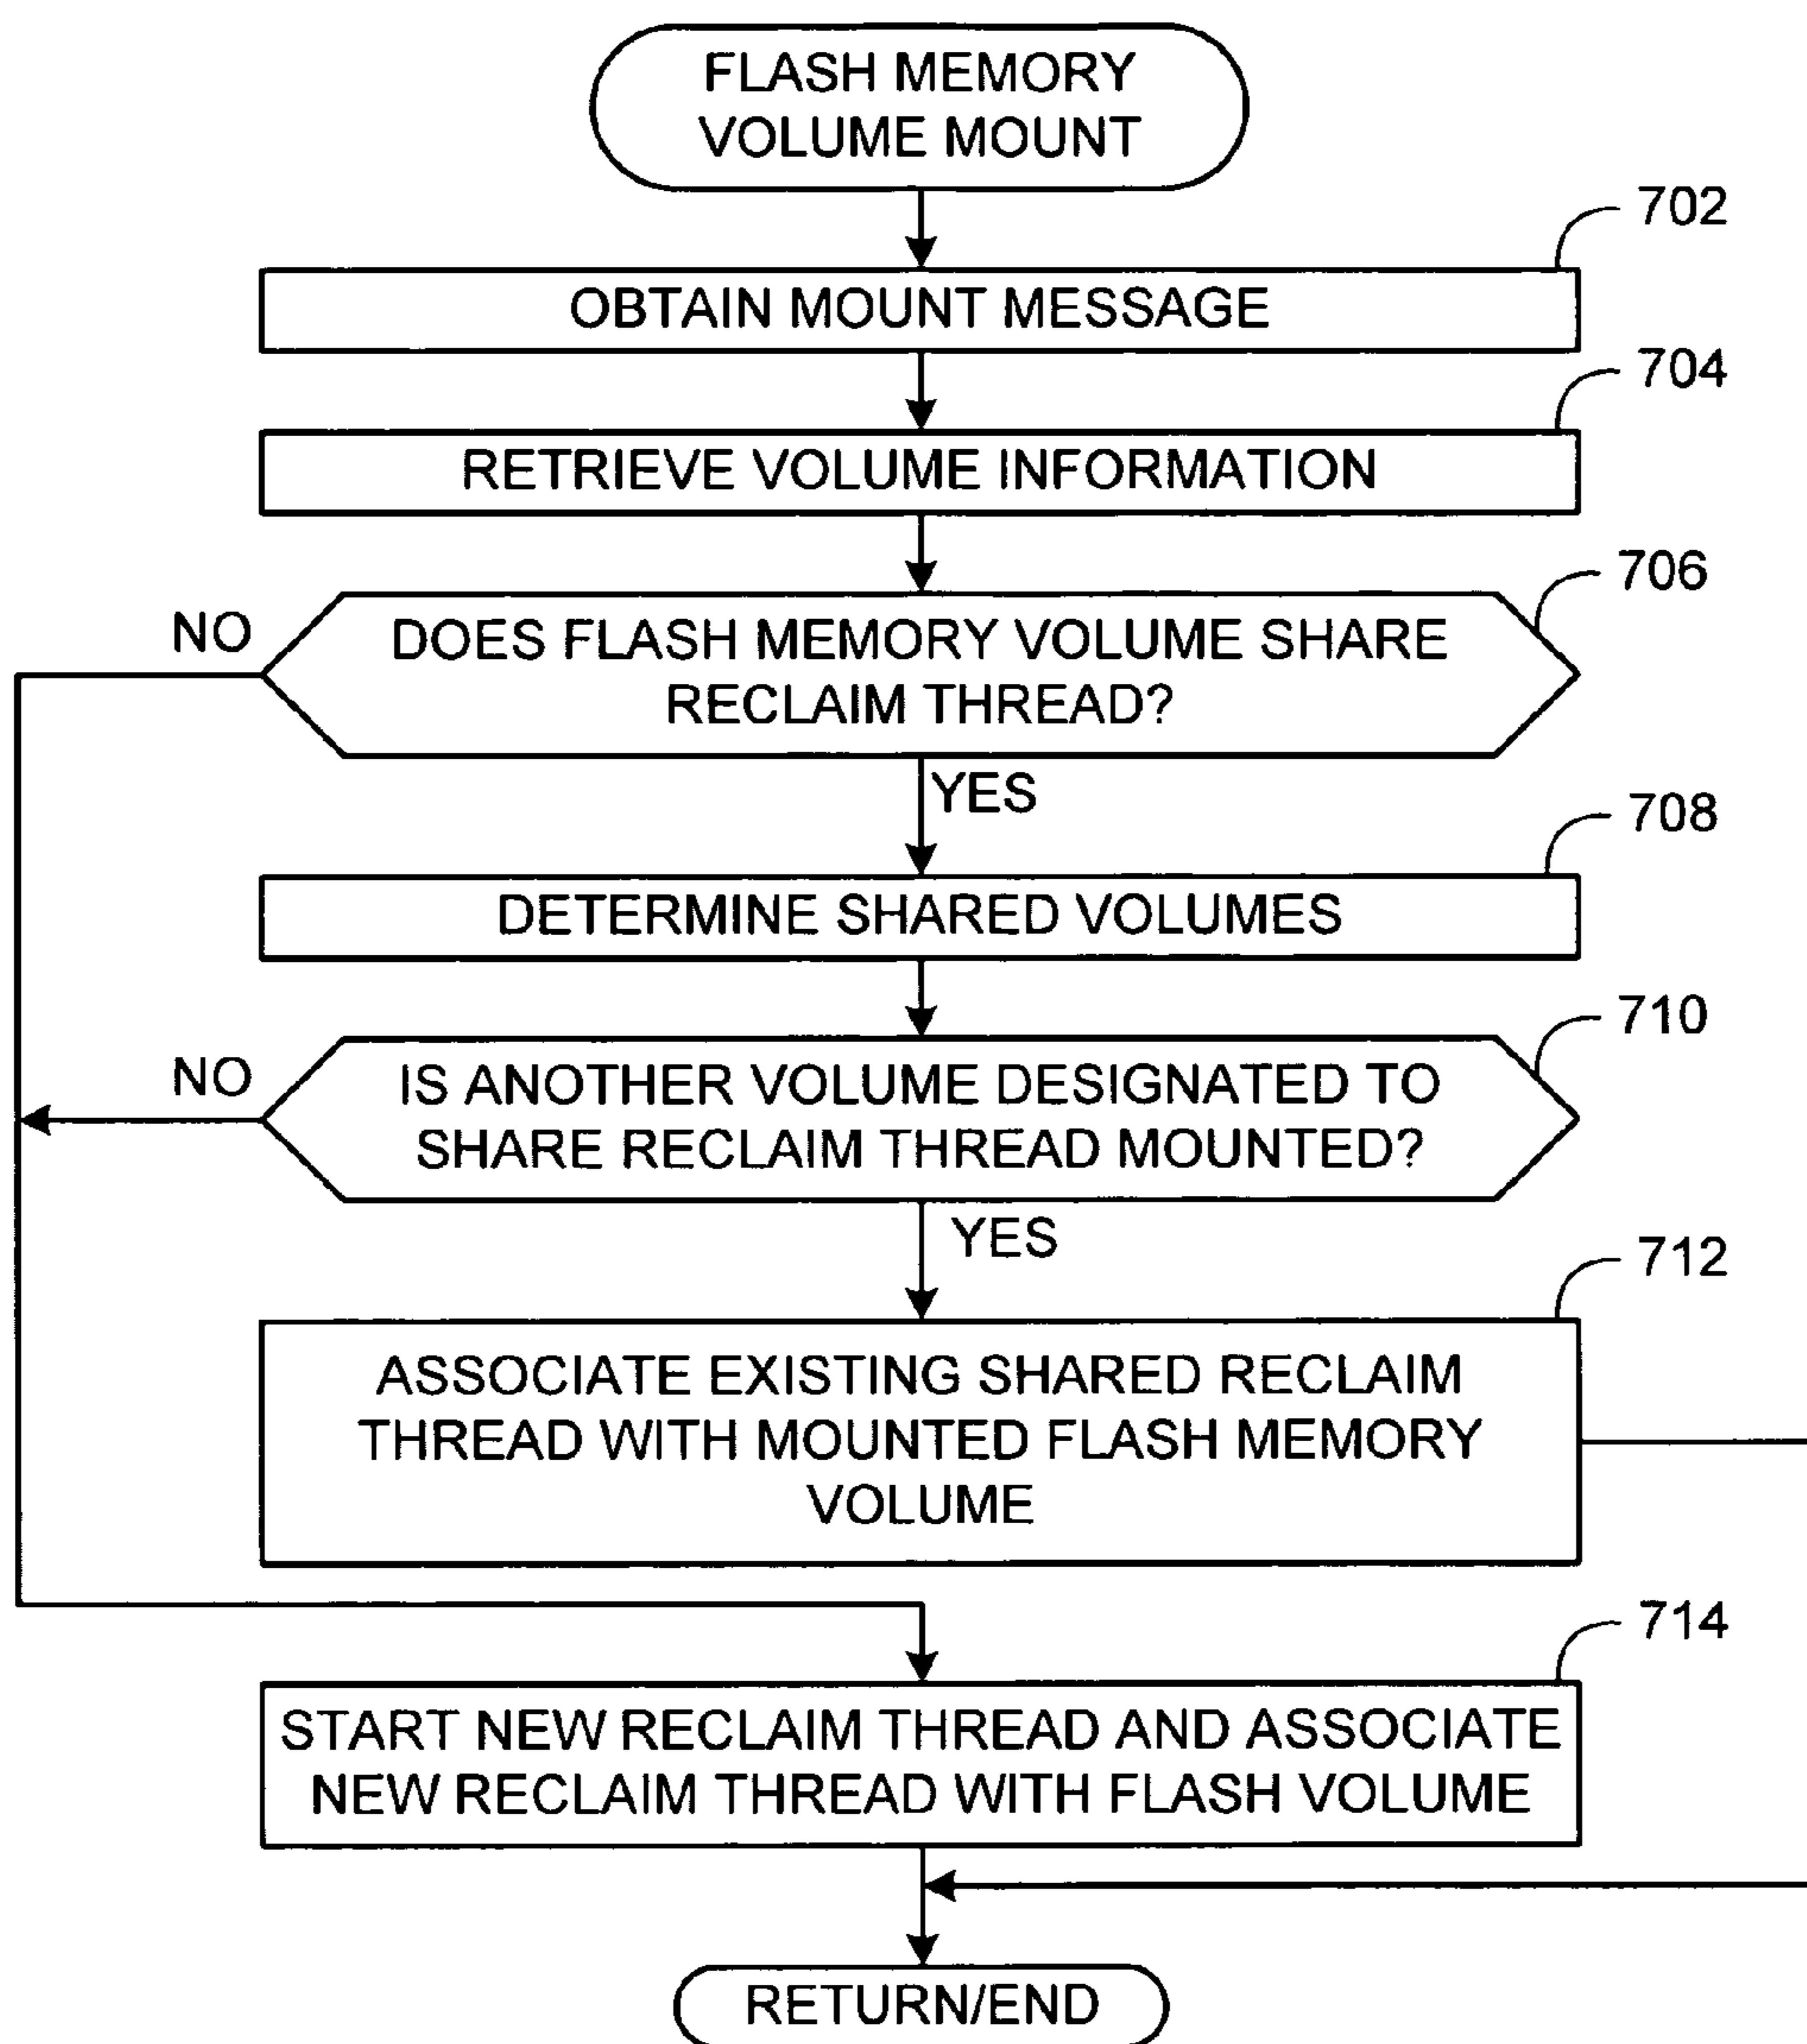 FLASH MEMORY
VOLUME MOUNT
702
OBTAIN MOUNT MESSAGE
704
RETRIEVE VOLUME INFORMATION
706
NO
DOES FLASH MEMORY VOLUME SHARE
RECLAIM THREAD?
YES
708
DETERMINE SHARED VOLUMES
710
NO
IS ANOTHER VOLUME DESIGNATED TO
SHARE RECLAIM THREAD MOUNTED?
YES
712
ASSOCIATE EXISTING SHARED RECLAIM
THREAD WITH MOUNTED FLASH MEMORY
VOLUME
714
START NEW RECLAIM THREAD AND ASSOCIATE
NEW RECLAIM THREAD WITH FLASH VOLUME
RETURN/END